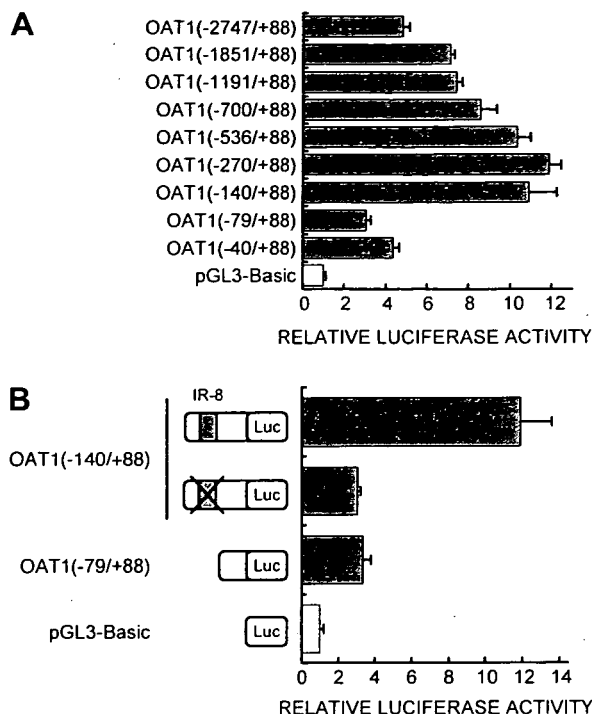 A
OAT1(-2747/+88)
OAT1(-1851/+88)
OAT1(-1191/+88)
OAT1(-700/+88)
OAT1(-536/+88)
OAT1(-270/+88)
OAT1(-140/+88)
OAT1(-79/+88)
OAT1(-40/+88)
pGL3-Basic
0 2 4 6 8 10 12
RELATIVE LUCIFERASE ACTIVITY
B
IR-8
Luc
OAT1(-140/+88)
Luc
OAT1(-79/+88)
Luc
pGL3-Basic
Luc
0 2 4 6 8 10 12 14
RELATIVE LUCIFERASE ACTIVITY